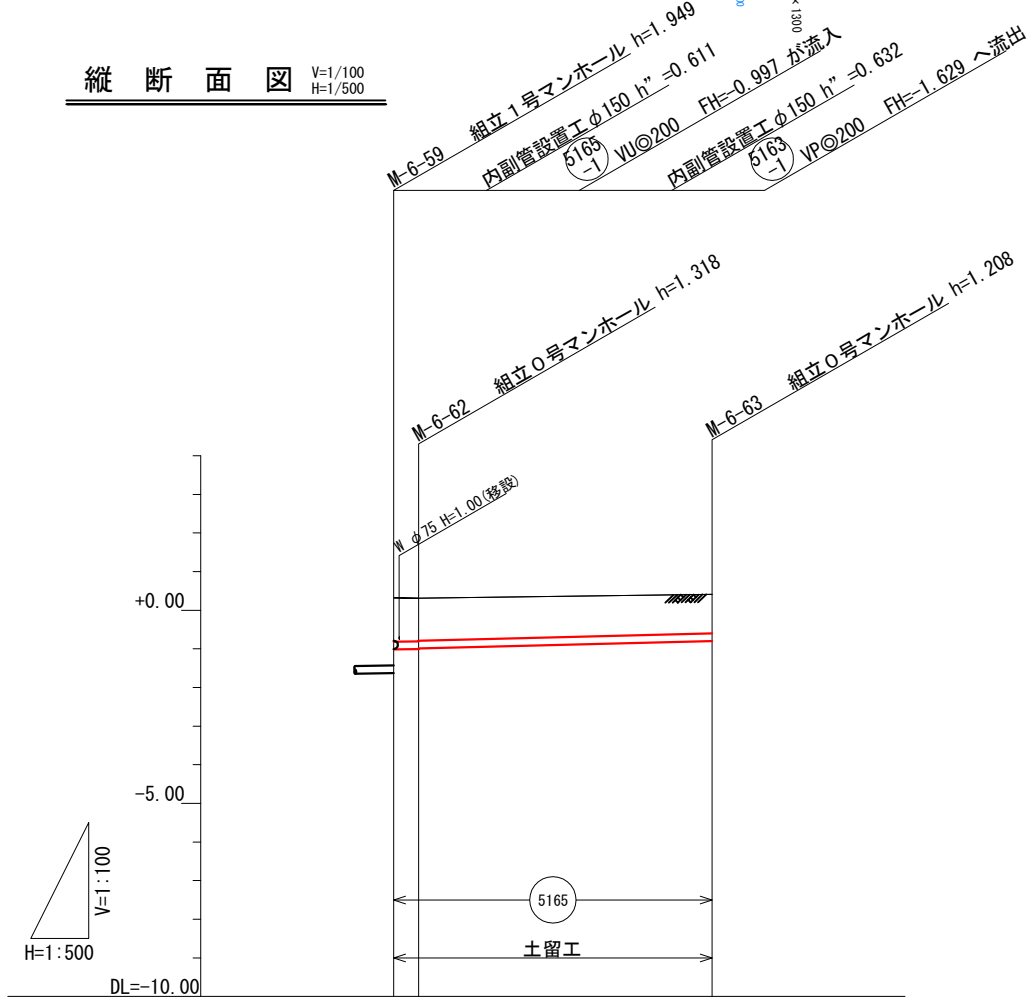 縦断面図 V=1/100
H=1/500
×1300
M-6-59 組立1号マンホール h=1.949
内副管設置工φ150 h”=0.611
5165
-1
VU◎200 FH=-0.997 が流入
内副管設置工φ150 h”=0.632
5163
-1
VP◎200 FH=-1.629 へ流出
M-6-62 組立0号マンホール h=1.318
M-6-63 組立0号マンホール h=1.208
W φ75 H=1.00(移設)
+0.00
-5.00
V=1:100
H=1:500
5165
土留工
DL=-10.00